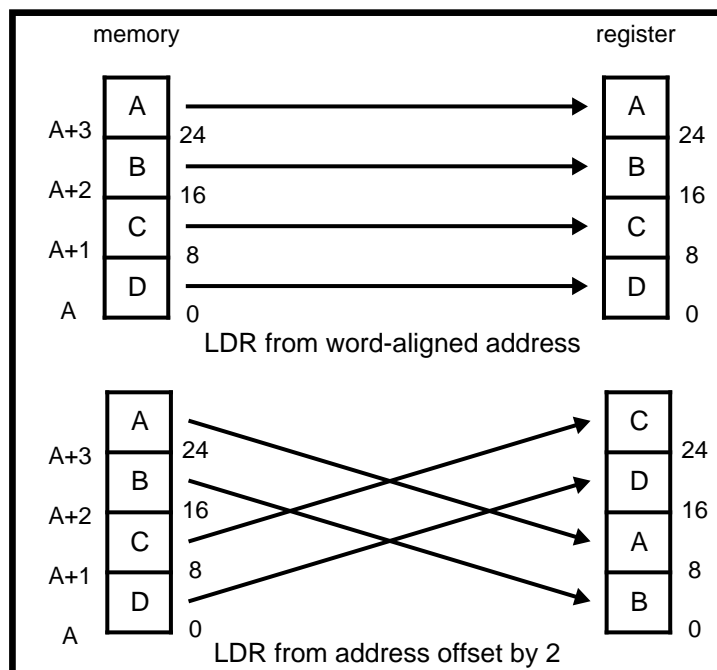 memory register
A A
A+3 24 24
B B
A+2 16 16
C C
A+1 8 8
D D
A 0 0
LDR from word-aligned address
A C
A+3 24 24
B D
A+2 16 16
C A
A+1 8 8
D B
A 0 0
LDR from address offset by 2